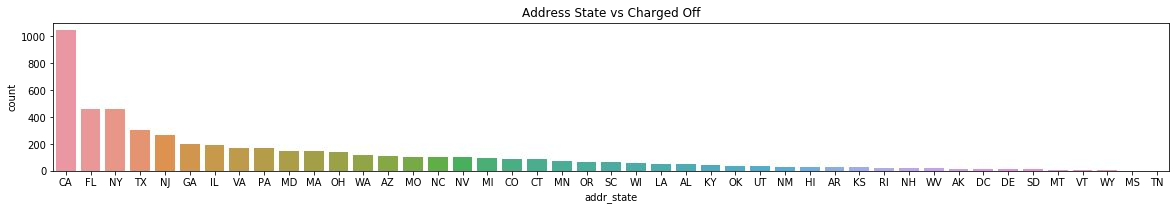 Address State vs Charged Off
count
1000
800
600
400
200
0
CA FL NY TX NJ GA IL VA PA MD MA OH WA AZ MO NC NV MI CO CT MN OR SC WI LA AL KY OK UT NM HI AR KS RI NH WV AK DC DE SD MT VT WY MS TN
addr_state